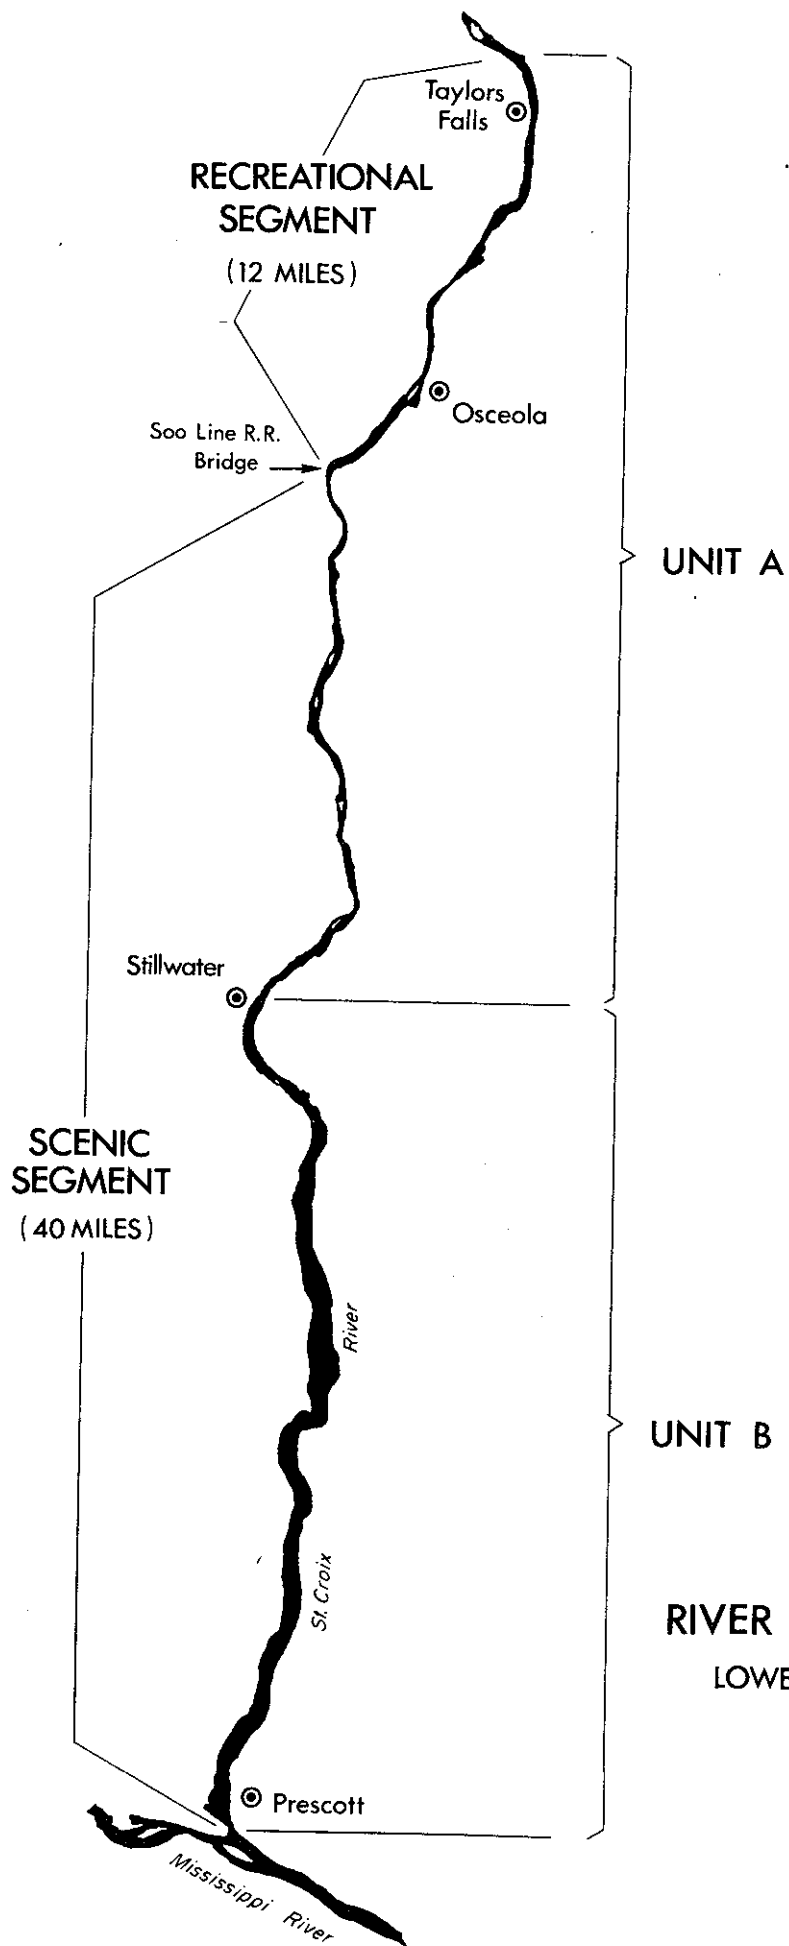 Taylors
Falls
RECREATIONAL
SEGMENT
(12 MILES)
Osceola
Soo Line R.R.
Bridge
UNIT A
Stillwater
SCENIC
SEGMENT
(40 MILES)
River
UNIT B
St. Croix
RIVER
LOWE
Prescott
Mississippi River